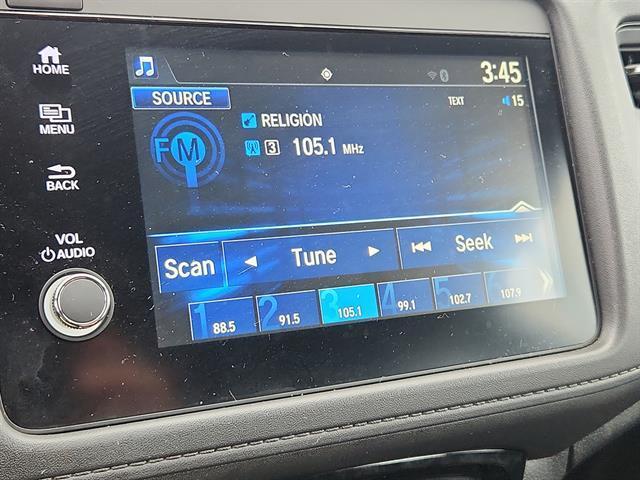 HOME
MENU
BACK
VOL
AUDIO
3:45
SOURCE
TEXT
15
RELIGIÓN
FM
3 105.1 MHz
Scan
Tune
Seek
1 88.5
2 91.5
3 105.1
4 99.1
5 102.7
107.9